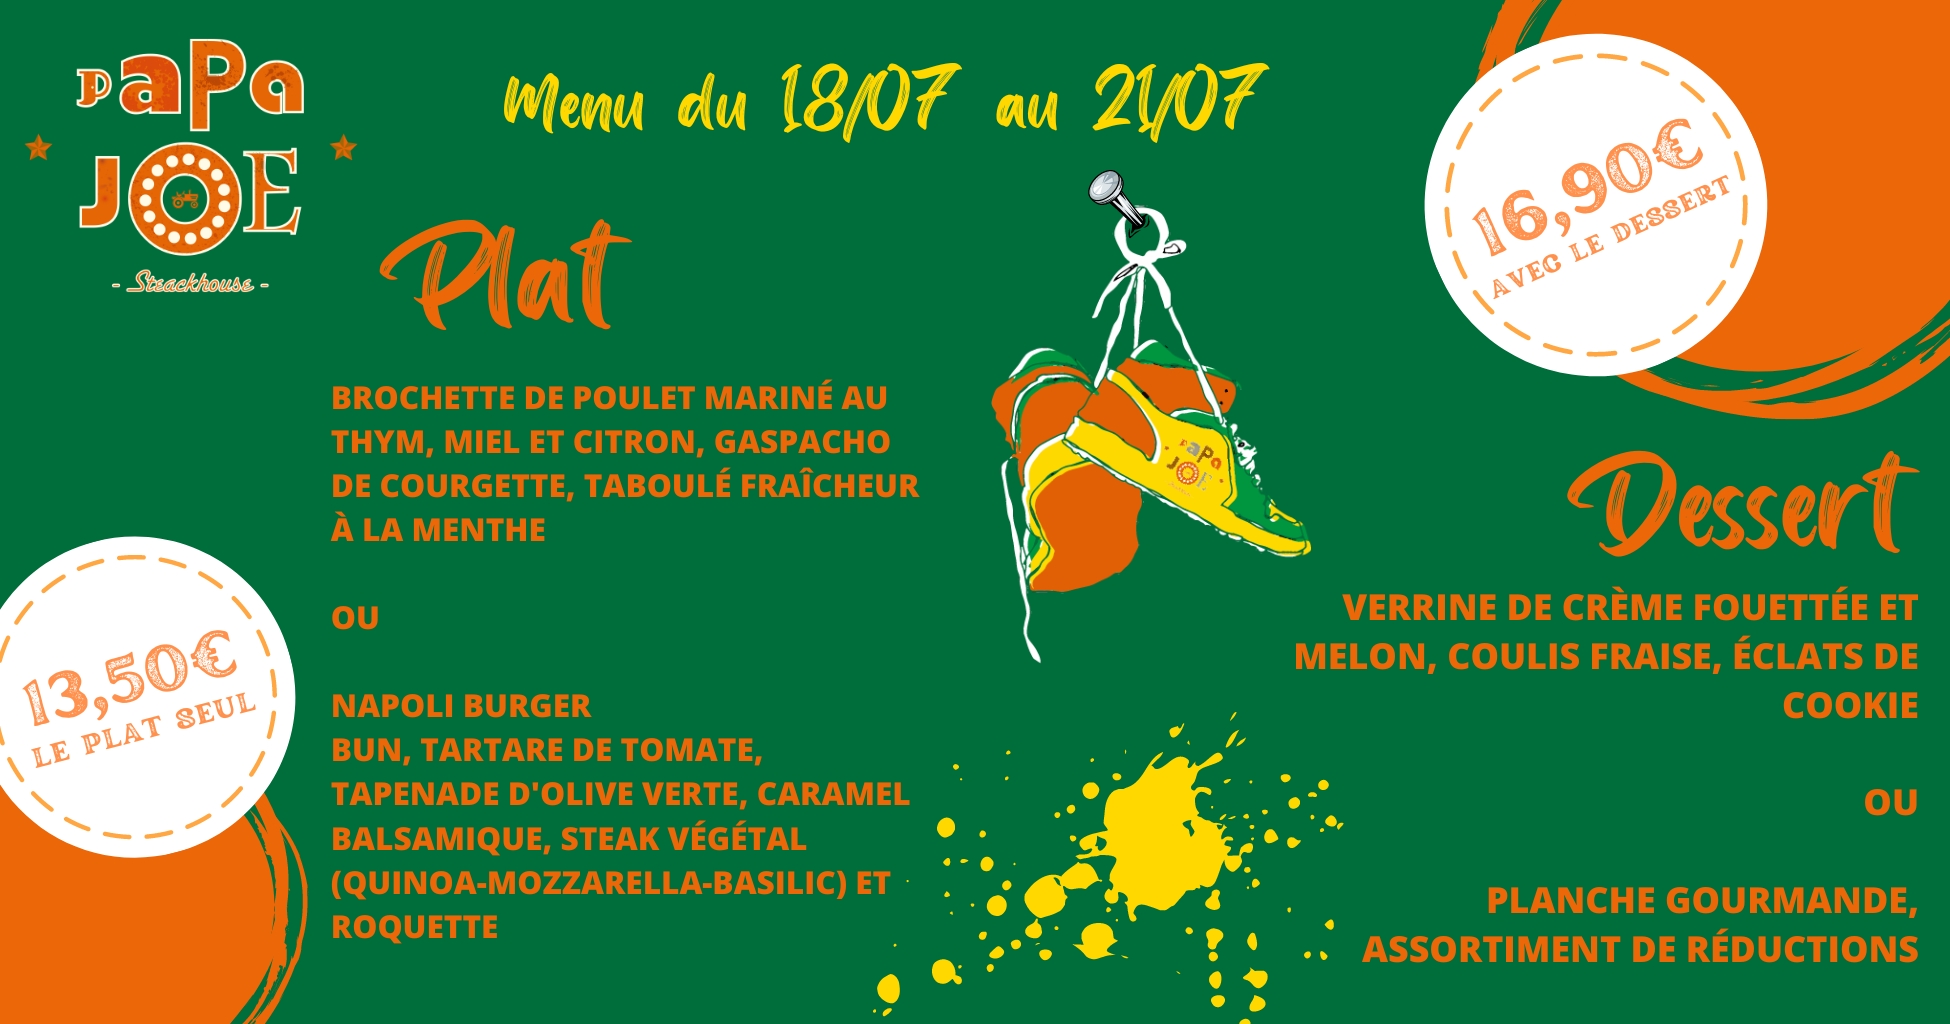 PaPa
JOE
- Steackhouse -
Menu du 18/07 au 21/07
16,90€
AVEC LE DESSERT
Plat
BROCHETTE DE POULET MARINÉ AU
THYM, MIEL ET CITRON, GASPACHO
DE COURGETTE, TABOULÉ FRAÎCHEUR
À LA MENTHE
OU
NAPOLI BURGER
BUN, TARTARE DE TOMATE,
TAPENADE D'OLIVE VERTE, CARAMEL
BALSAMIQUE, STEAK VÉGÉTAL
(QUINOA-MOZZARELLA-BASILIC) ET
ROQUETTE
13,50€
LE PLAT SEUL
PaPa
JOE
Dessert
VERRINE DE CRÈME FOUETTÉE ET
MELON, COULIS FRAISE, ÉCLATS DE
COOKIE
OU
PLANCHE GOURMANDE,
ASSORTIMENT DE RÉDUCTIONS